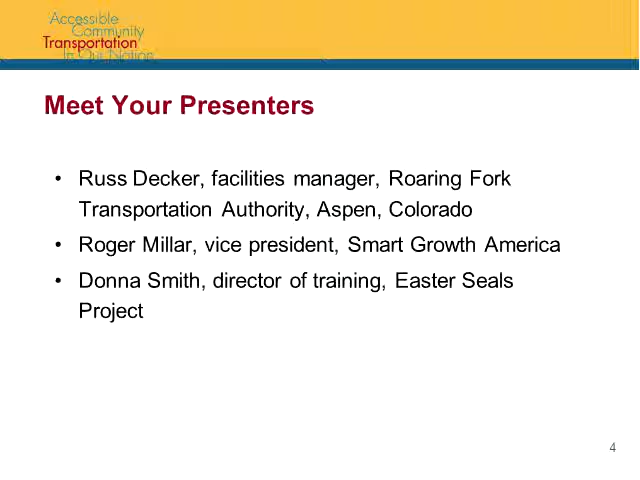 Accessible
Community
Transportation
In Our Nation
Meet Your Presenters
• Russ Decker, facilities manager, Roaring Fork
Transportation Authority, Aspen, Colorado
• Roger Millar, vice president, Smart Growth America
• Donna Smith, director of training, Easter Seals
Project
4